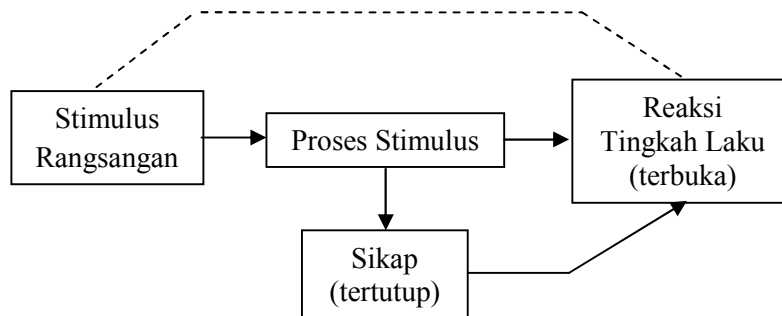 Stimulus
Rangsangan
Proses Stimulus
Reaksi
Tingkah Laku
(terbuka)
Sikap
(tertutup)